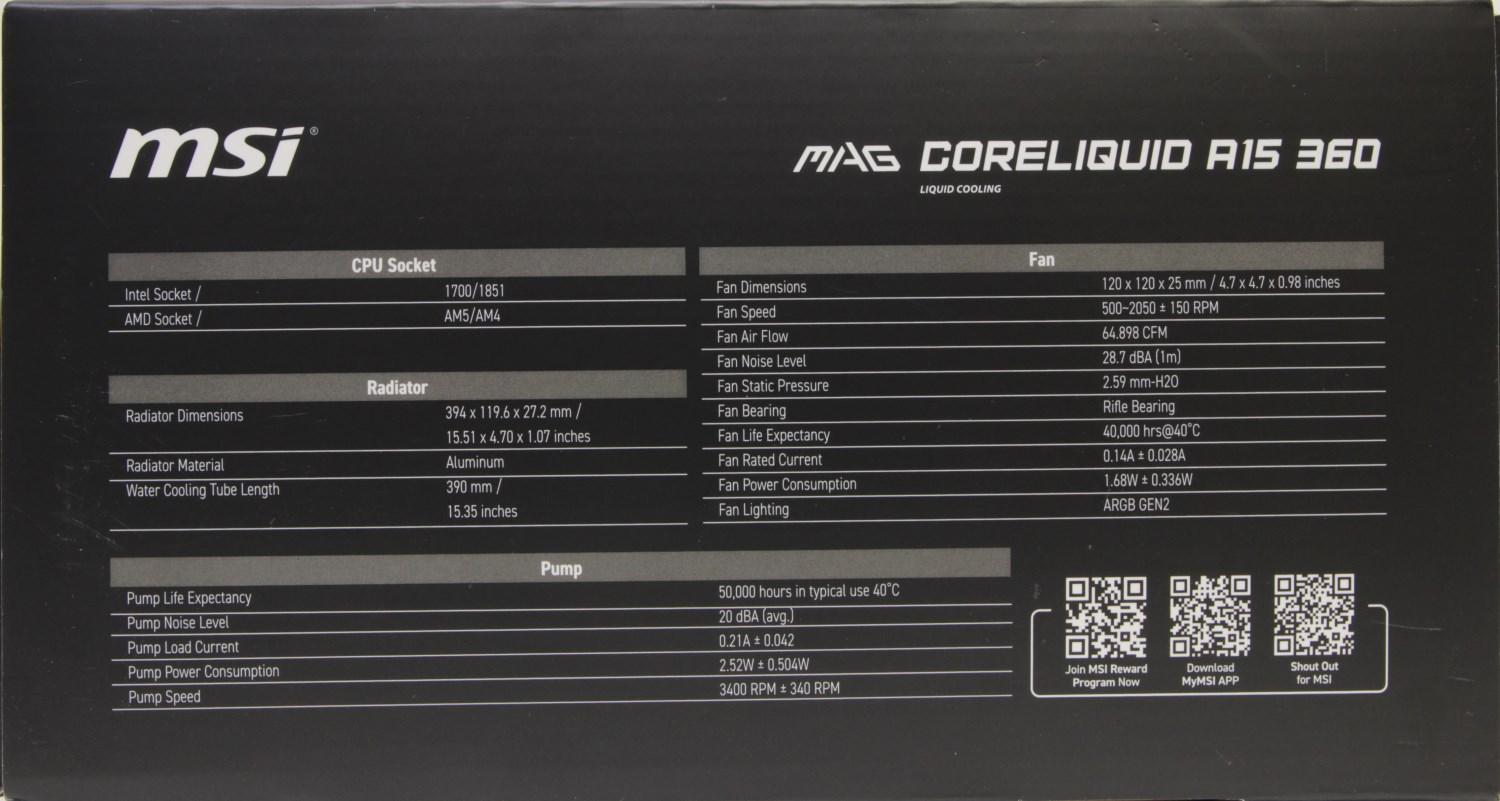 msi®
MAG CORELIQUID A15 360
LIQUID COOLING
CPU Socket
Intel Socket / 1700/1851
AMD Socket / AM5/AM4
Radiator
Radiator Dimensions 394 x 119.6 x 27.2 mm /
15.51 x 4.70 x 1.07 inches
Radiator Material Aluminum
Water Cooling Tube Length 390 mm /
15.35 inches
Fan
Fan Dimensions 120 x 120 x 25 mm / 4.7 x 4.7 x 0.98 inches
Fan Speed 500~2050 ± 150 RPM
Fan Air Flow 64.898 CFM
Fan Noise Level 28.7 dBA (1m)
Fan Static Pressure 2.59 mm-H2O
Fan Bearing Rifle Bearing
Fan Life Expectancy 40,000 hrs@40°C
Fan Rated Current 0.14A ± 0.028A
Fan Power Consumption 1.68W ± 0.336W
Fan Lighting ARGB GEN2
Pump
Pump Life Expectancy 50,000 hours in typical use 40°C
Pump Noise Level 20 dBA (avg.)
Pump Load Current 0.21A ± 0.042
Pump Power Consumption 2.52W ± 0.504W
Pump Speed 3400 RPM ± 340 RPM
Join MSI Reward
Program Now
Download
MyMSI APP
Shout Out
for MSI